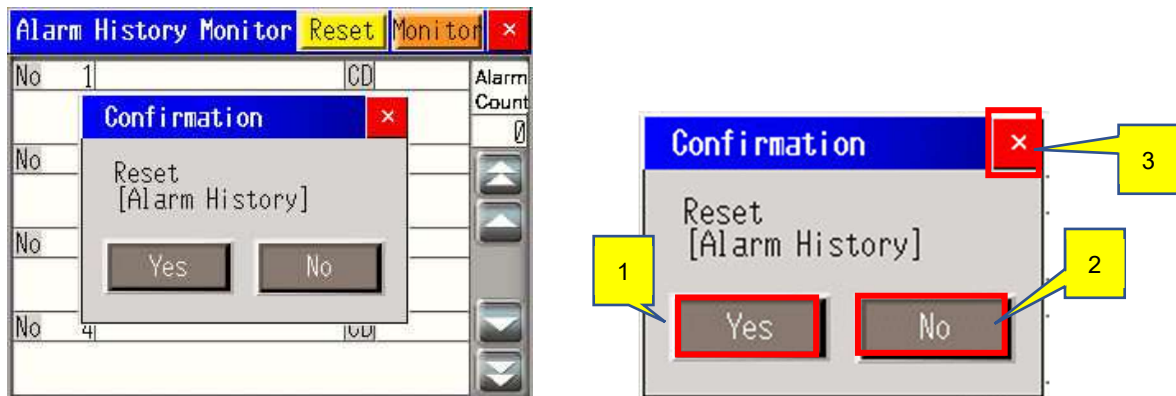 Alarm History Monitor Reset Monitor ×
No 1 CD Alarm
Count
0
Confirmation ×
Reset
[Alarm History]
Yes No
No
No
No 4 CD
Confirmation ×
3
Reset
[Alarm History]
1
2
Yes No